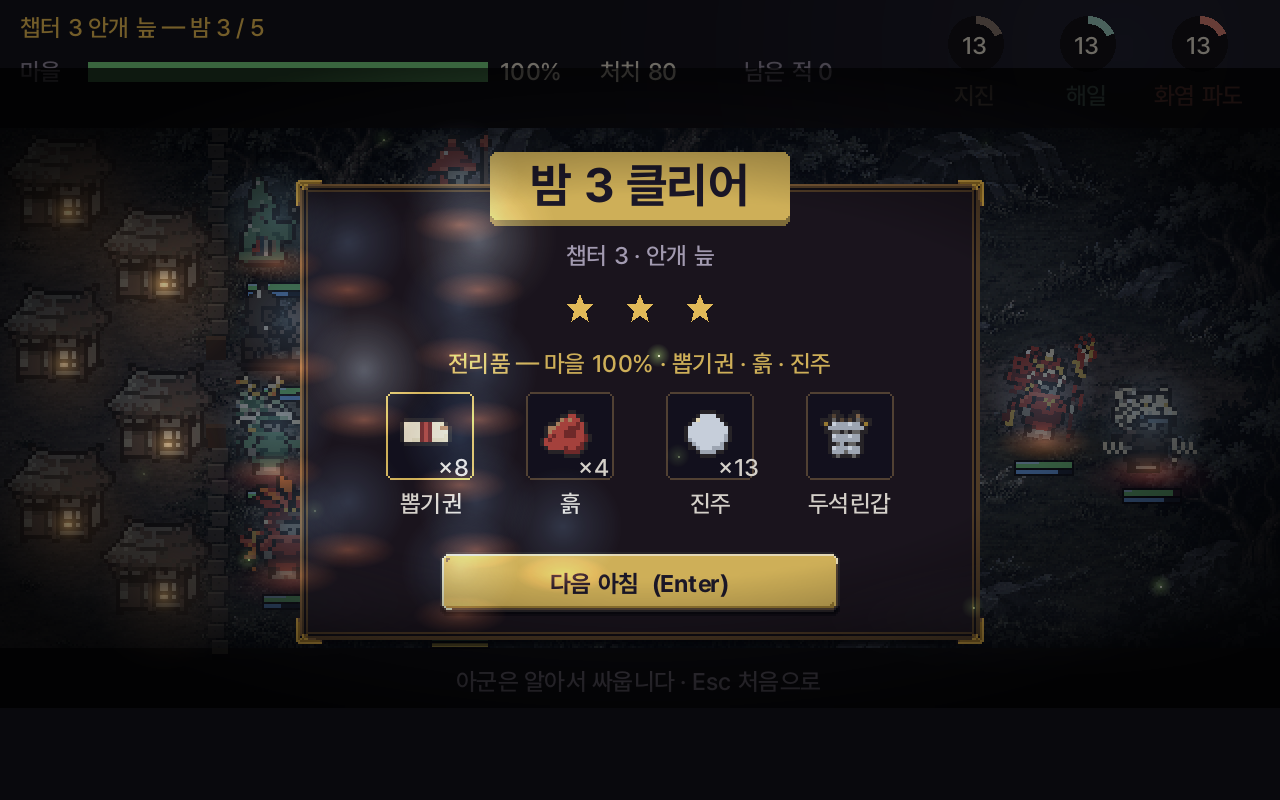 챕터 3 안개 늪 — 밤 3 / 5
마을 100% 처치 80 남은 적 0
13 13 13
지진 해일 화염 파도
밤 3 클리어
챕터 3 · 안개 늪
전리품 — 마을 100% · 뽑기권 · 흙 · 진주
×8 ×4 ×13
뽑기권 흙 진주 두석린갑
다음 아침 (Enter)
아군은 알아서 싸웁니다 · Esc 처음으로